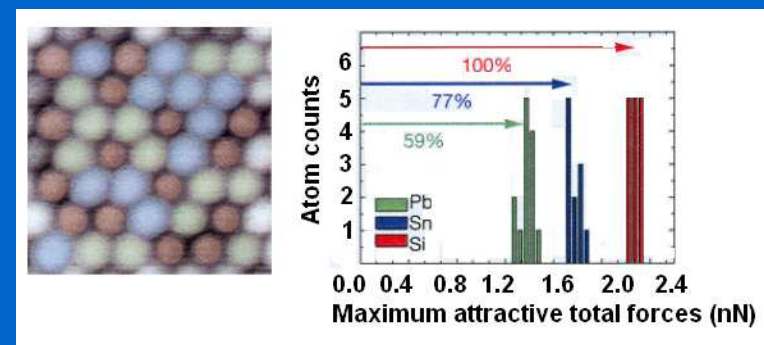 6
5
4
3
2
1
Atom counts
100%
77%
59%
Pb
Sn
Si
0.0 0.4 0.8 1.2 1.6 2.0 2.4
Maximum attractive total forces (nN)